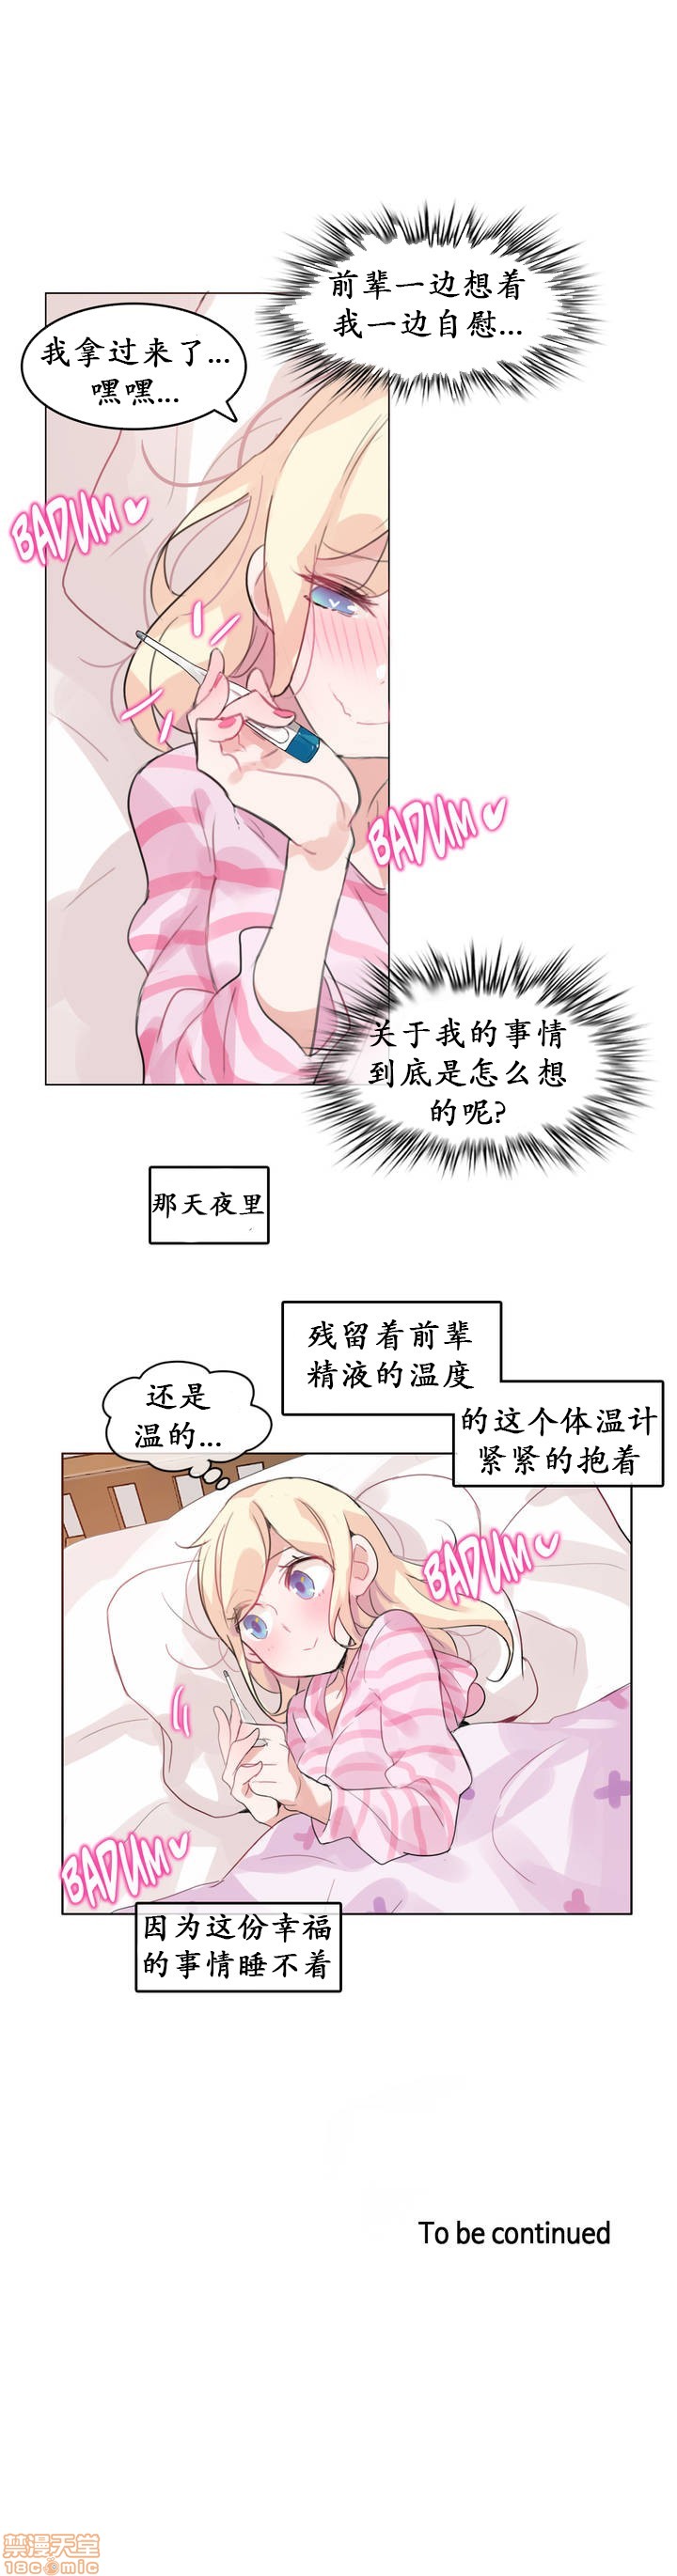 前辈一边想着
我一边自慰...
我拿过来了...
嘿嘿...
BADUM
BADUM
关于我的事情
到底是怎么想
的呢?
那天夜里
残留着前辈
精液的温度
的这个体温计
紧紧的抱着
还是
温的...
BADUM
BADUM
因为这份幸福
的事情睡不着
To be continued
禁漫天堂
18comic